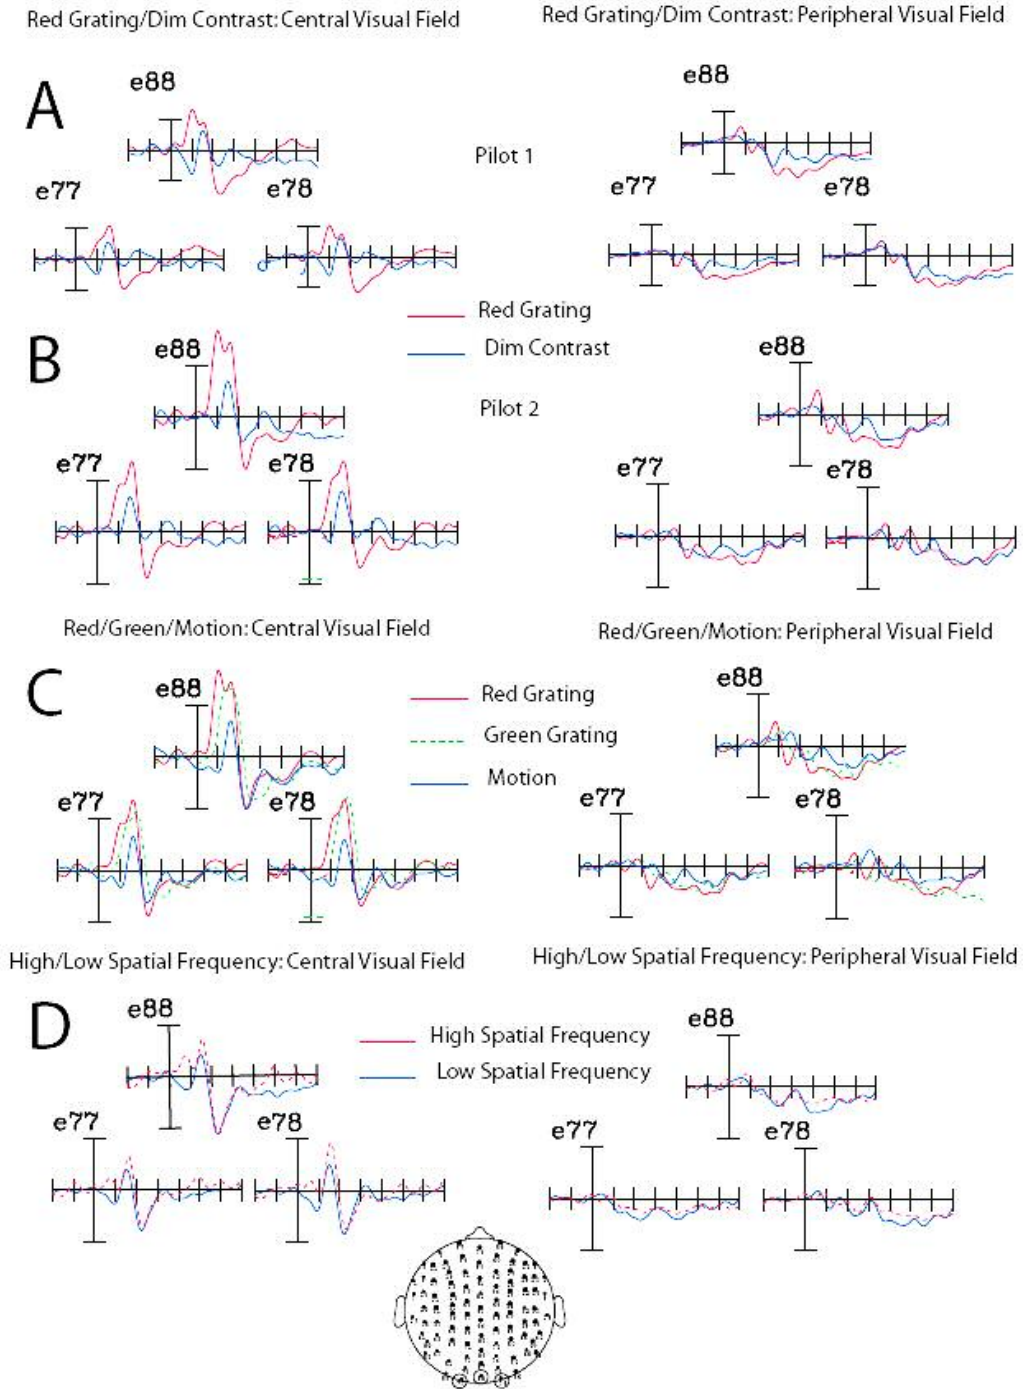 Red Grating/Dim Contrast: Central Visual Field
Red Grating/Dim Contrast: Peripheral Visual Field
A
e88
e88
Pilot 1
e77
e78
e77
e78
Red Grating
Dim Contrast
B
e88
e88
Pilot 2
e77
e78
e77
e78
Red/Green/Motion: Central Visual Field
Red/Green/Motion: Peripheral Visual Field
C
e88
e88
Red Grating
Green Grating
Motion
e77
e78
e77
e78
High/Low Spatial Frequency: Central Visual Field
High/Low Spatial Frequency: Peripheral Visual Field
D
e88
e88
High Spatial Frequency
Low Spatial Frequency
e77
e78
e77
e78